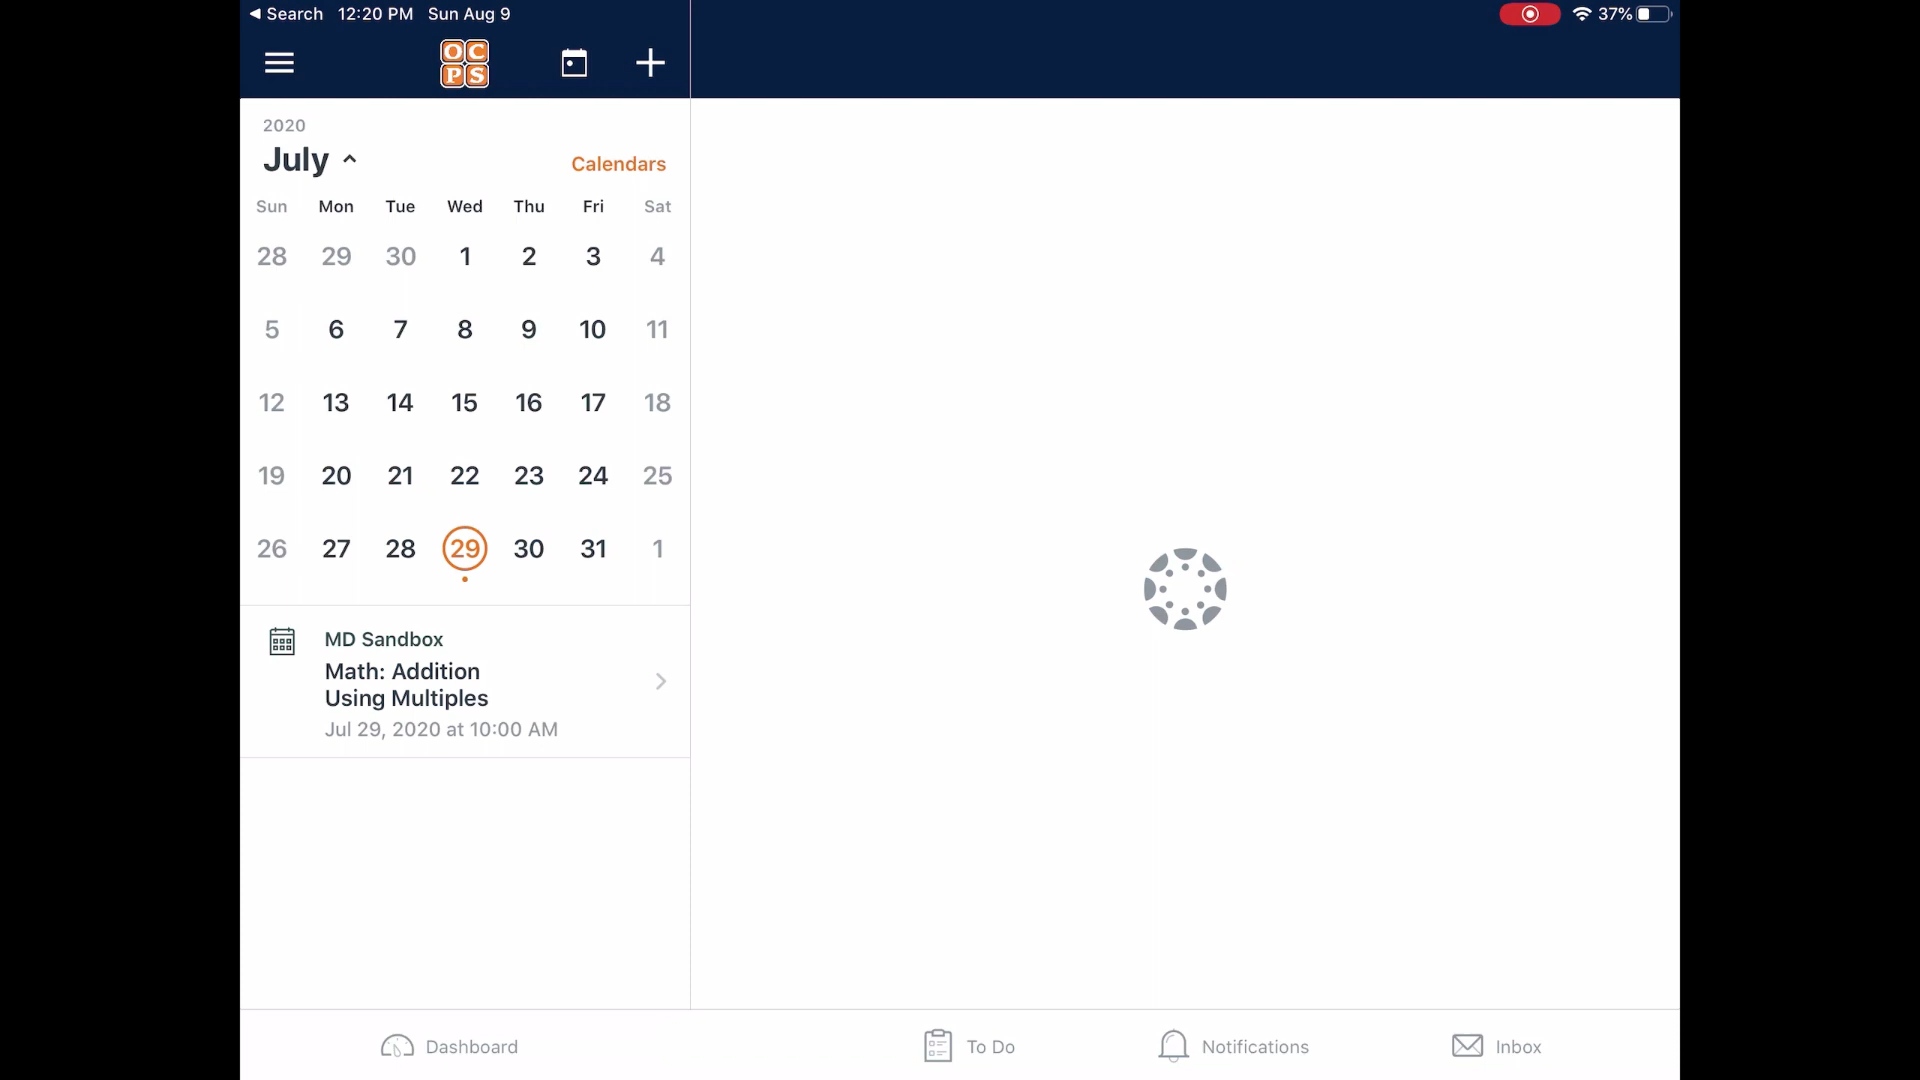 Search 12:20 PM Sun Aug 9
37%
OC
PS
2020
July
Calendars
Sun Mon Tue Wed Thu Fri Sat
28 29 30 1 2 3 4
5 6 7 8 9 10 11
12 13 14 15 16 17 18
19 20 21 22 23 24 25
26 27 28 29 30 31 1
MD Sandbox
Math: Addition
Using Multiples
Jul 29, 2020 at 10:00 AM
Dashboard To Do Notifications Inbox